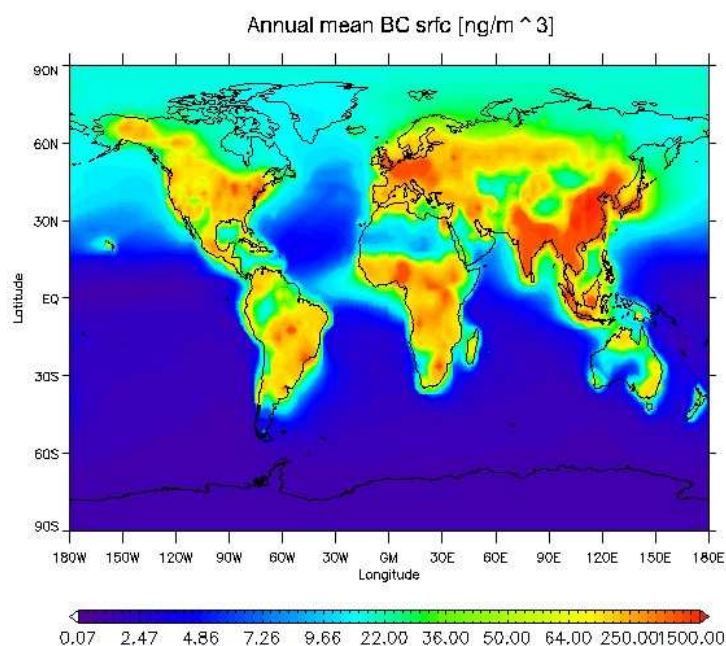 Annual mean BC srfc [ng/m ^ 3]
90N
60N
30N
EQ
30S
60S
90S
Latitude
180W 150W 120W 90W 60W 30W GM 30E 60E 90E 120E 150E 180E
Longitude
0.07 2.47 4.86 7.26 9.66 22.00 36.00 50.00 64.00 250.001500.00